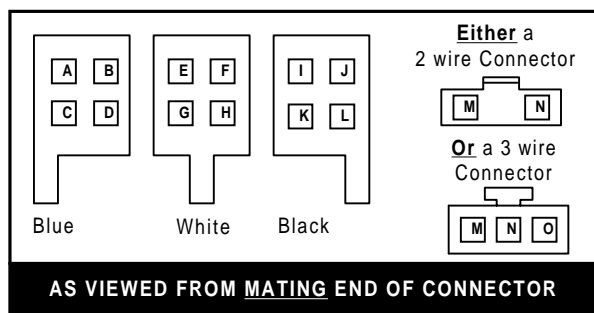 Either a
2 wire Connector
A B
E F
I J
M N
C D
G H
K L
Or a 3 wire
Connector
Blue
White
Black
M N O
AS VIEWED FROM MATING END OF CONNECTOR